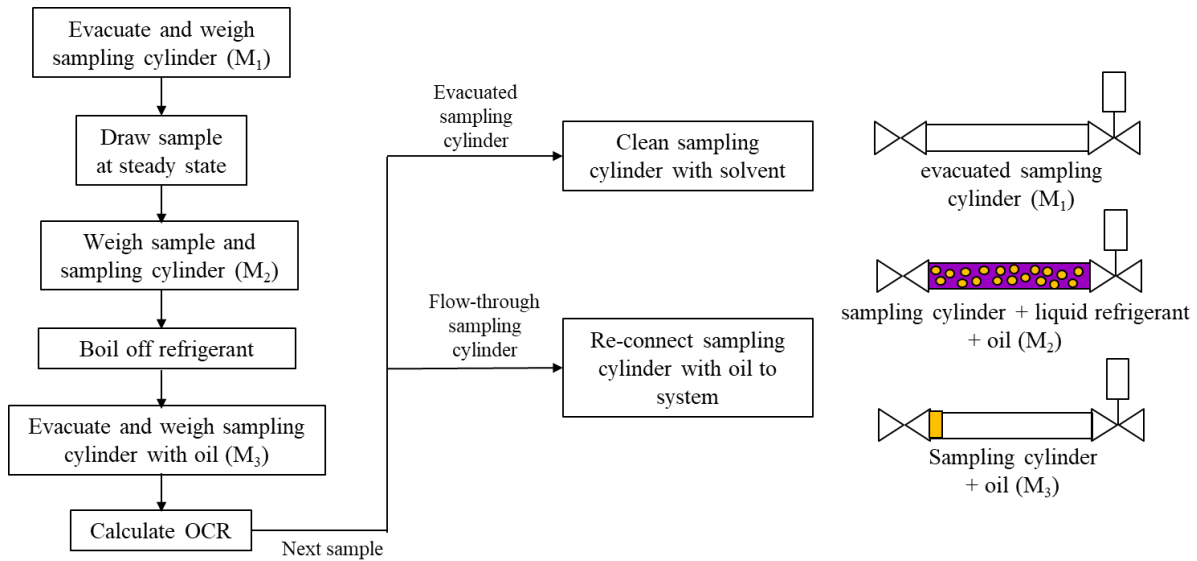 Evacuate and weigh
sampling cylinder (M₁)
Draw sample
at steady state
Weigh sample and
sampling cylinder (M₂)
Boil off refrigerant
Evacuate and weigh sampling
cylinder with oil (M₃)
Calculate OCR
Next sample
Evacuated
sampling
cylinder
Clean sampling
cylinder with solvent
Flow-through
sampling
cylinder
Re-connect sampling
cylinder with oil to
system
evacuated sampling
cylinder (M₁)
sampling cylinder + liquid refrigerant
+ oil (M₂)
Sampling cylinder
+ oil (M₃)